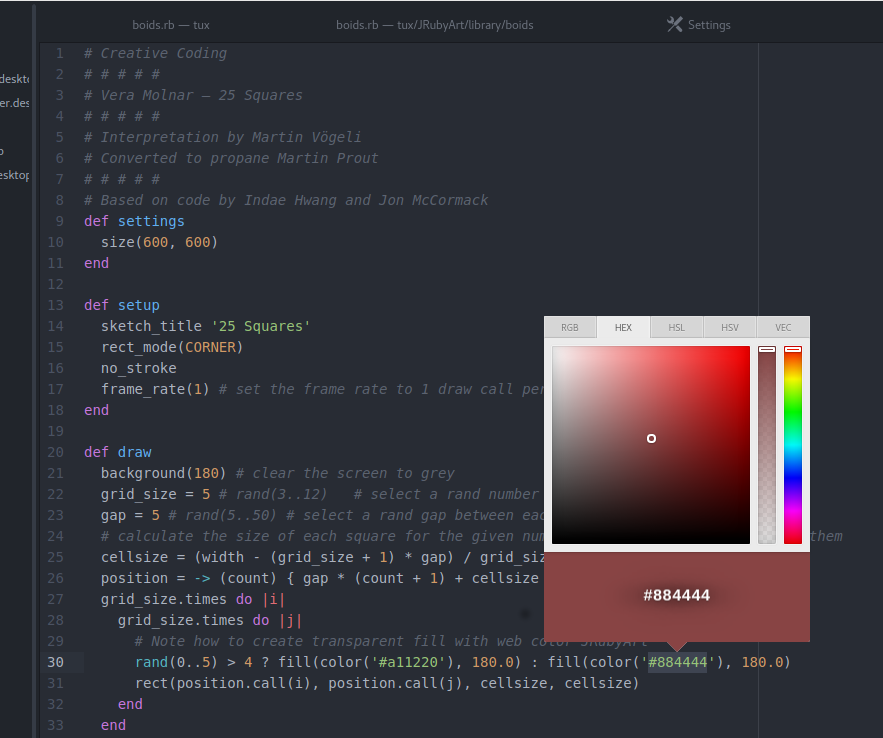 boids.rb — tux
boids.rb — tux/JRubyArt/library/boids
Settings
er.des
1 # Creative Coding
2 # # # # #
3 # Vera Molnar – 25 Squares
4 # # # # #
5 # Interpretation by Martin Vögeli
6 # Converted to propane Martin Prout
7 # # # # #
8 # Based on code by Indae Hwang and Jon McCormack
9 def settings
10 size(600, 600)
11 end
12
13 def setup
14 sketch_title '25 Squares'
15 rect_mode(CORNER)
16 no_stroke
17 frame_rate(1) # set the frame rate to 1 draw call per
18 end
19
20 def draw
21 background(180) # clear the screen to grey
22 grid_size = 5 # rand(3..12)   # select a rand number
23 gap = 5 # rand(5..50) # select a rand gap between eac
24 # calculate the size of each square for the given num them
25 cellsize = (width - (grid_size + 1) * gap) / grid_siz
26 position = -> (count) { gap * (count + 1) + cellsize
27 grid_size.times do |i|
28 grid_size.times do |j|
29 # Note how to create transparent fill with web color JRubyArt
30 rand(0..5) > 4 ? fill(color('#a11220'), 180.0) : fill(color('#884444'), 180.0)
31 rect(position.call(i), position.call(j), cellsize, cellsize)
32 end
33 end
RGB HEX HSL HSV VEC
#884444